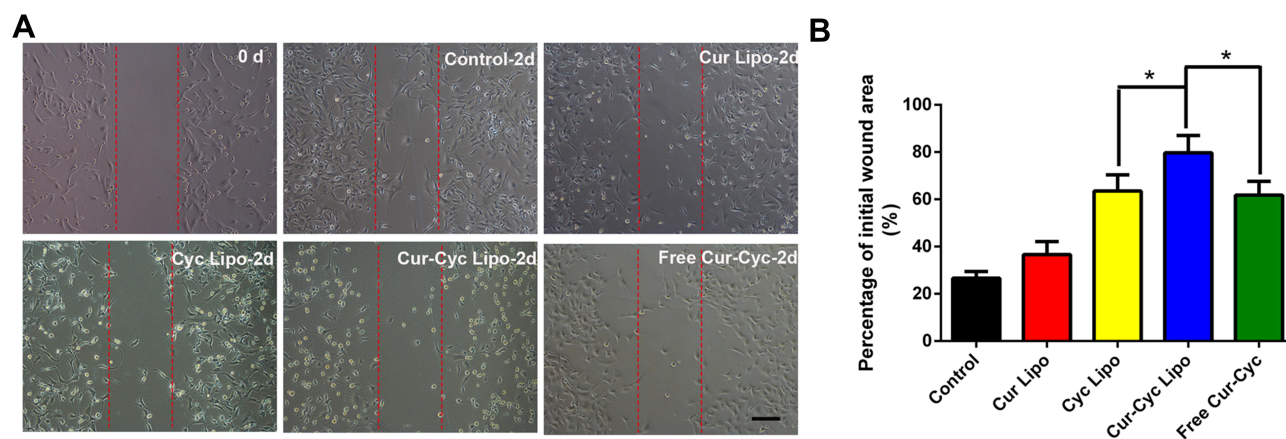 A
0 d
Control-2d
Cur Lipo-2d
Cyc Lipo-2d
Cur-Cyc Lipo-2d
Free Cur-Cyc-2d
B
Percentage of initial wound area
(%)
100
80
60
40
20
0
*
*
Control
Cur Lipo
Cyc Lipo
Cur-Cyc Lipo
Free Cur-Cyc